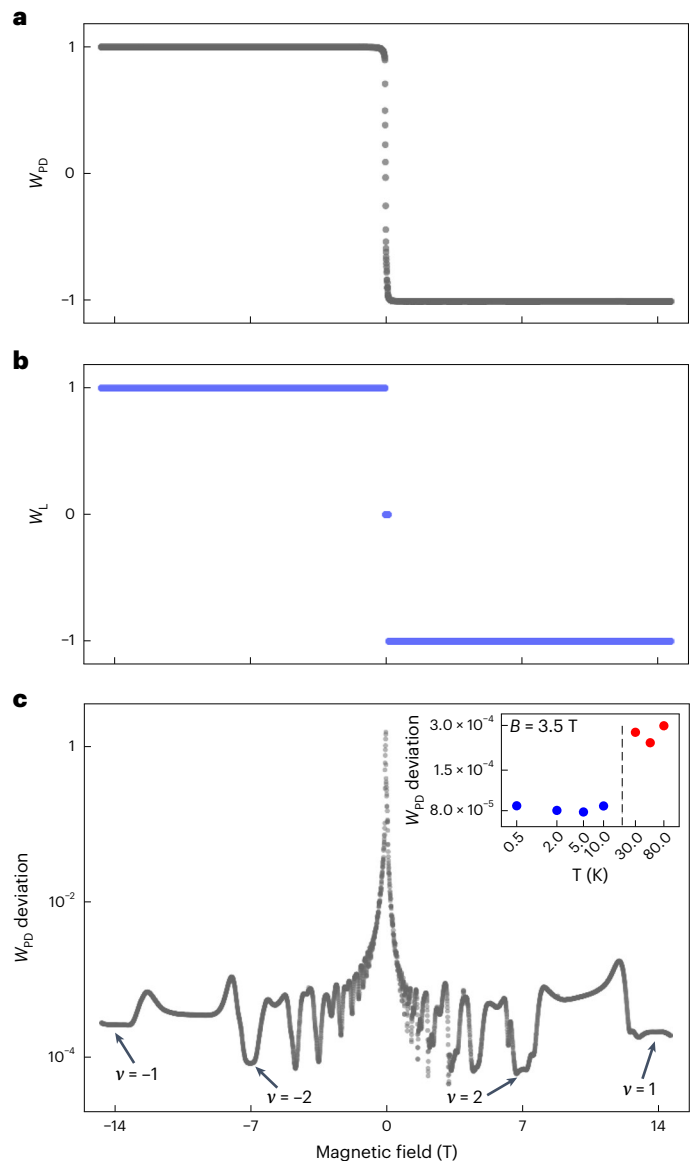 a
1
0
−1
W_PD
b
1
0
−1
W_L
c
1
10⁻²
10⁻⁴
W_PD deviation
ν = −1
ν = −2
ν = 2
ν = 1
3.0 × 10⁻⁴
1.5 × 10⁻⁴
8.0 × 10⁻⁵
W_PD deviation
B = 3.5 T
0.5 2.0 5.0 10.0 30.0 80.0
T (K)
−14 −7 0 7 14
Magnetic field (T)